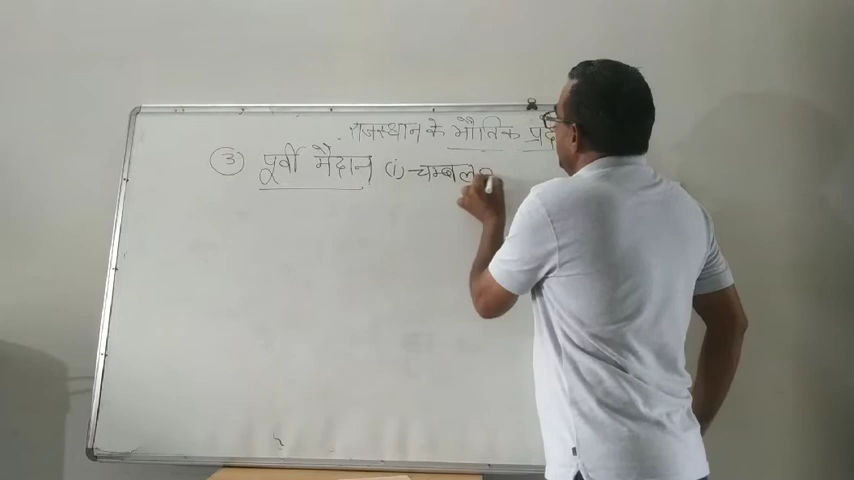 राजस्थान के भौतिक
③ पूर्वी मैदान (i) चम्बल